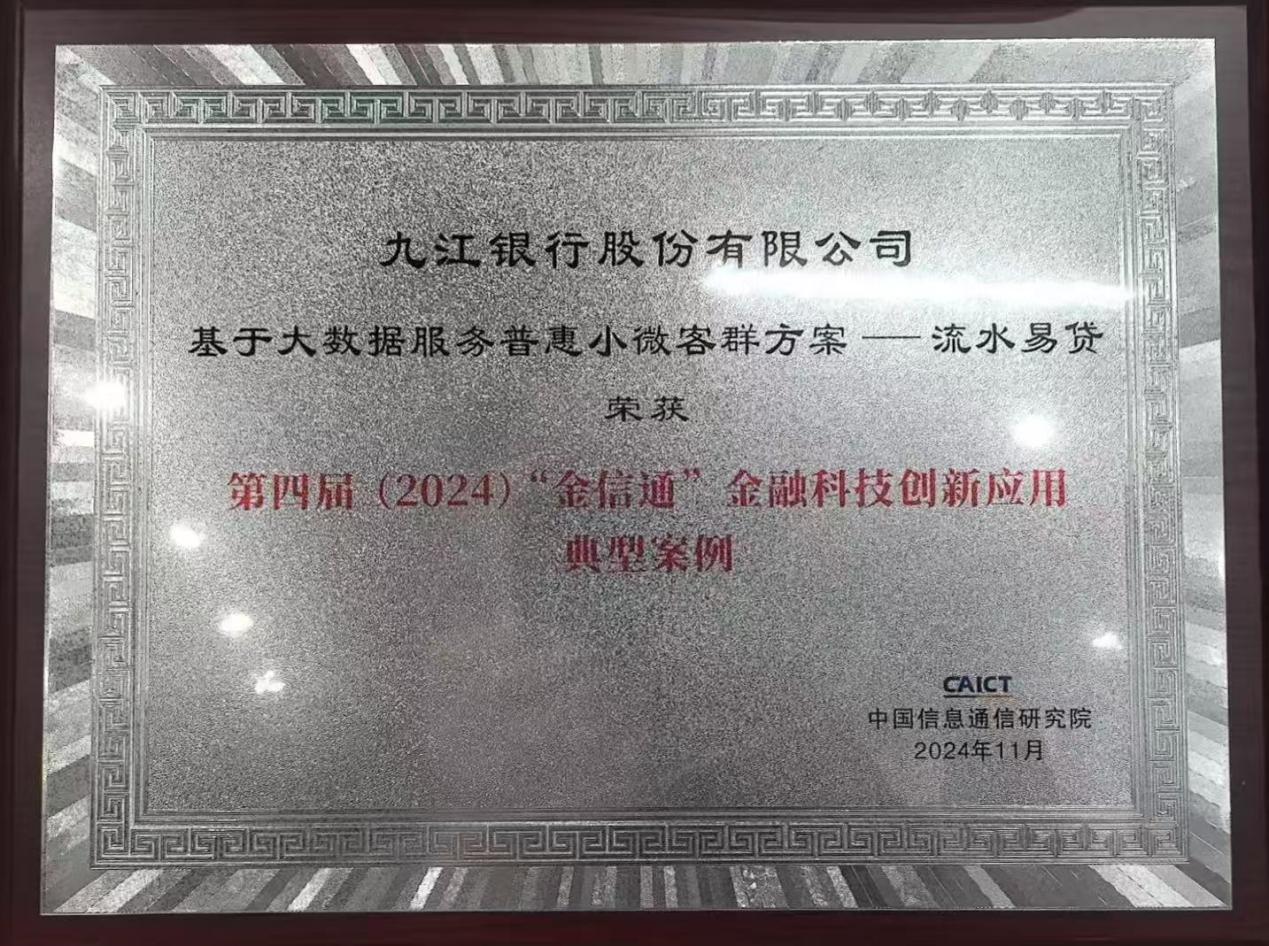 九江银行股份有限公司
基于大数据服务普惠小微客群方案——流水易贷
荣获
第四届（2024）“金信通”金融科技创新应用
典型案例
CAICT
中国信息通信研究院
2024年11月